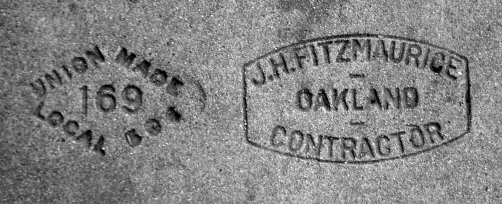 UNION MADE
169
LOCAL
J.H.FITZMAURICE
OAKLAND
CONTRACTOR